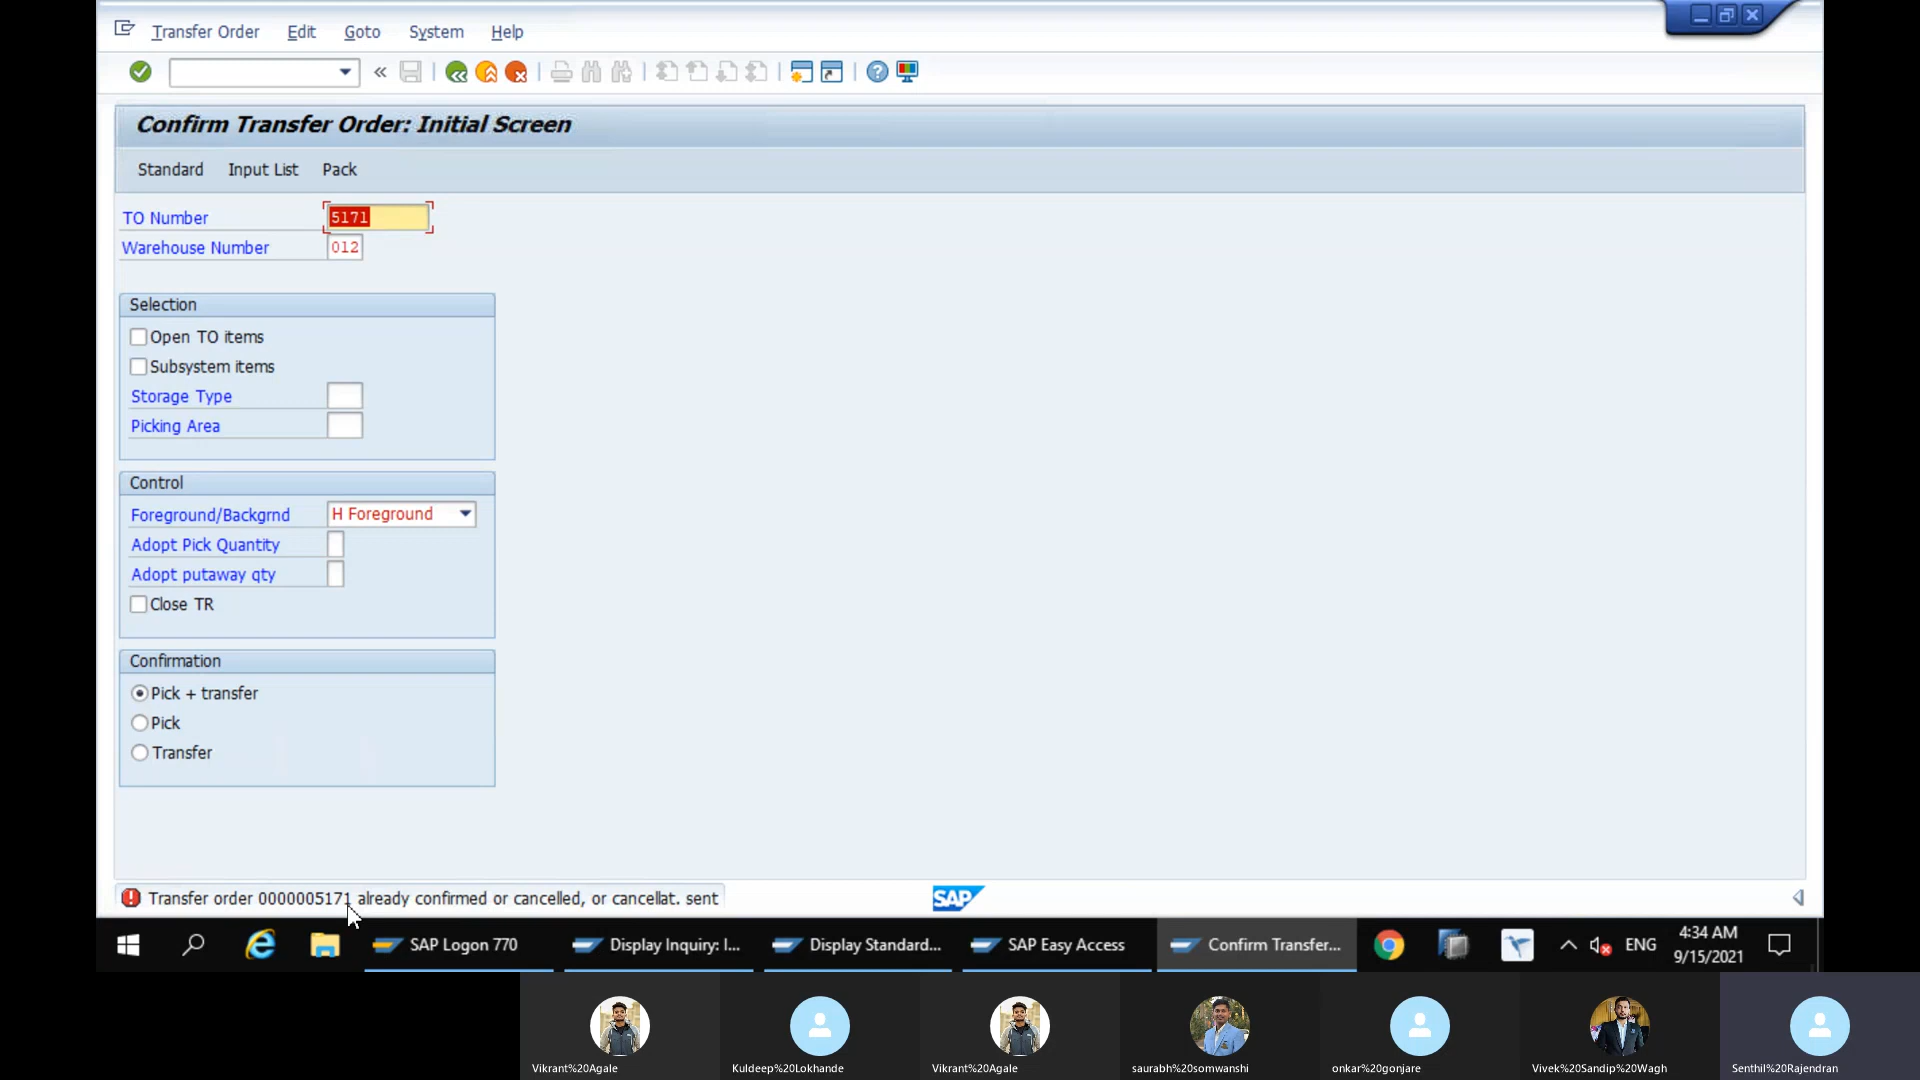 Transfer Order Edit Goto System Help
Confirm Transfer Order: Initial Screen
Standard Input List Pack
TO Number 5171
Warehouse Number 012
Selection
Open TO items
Subsystem items
Storage Type
Picking Area
Control
Foreground/Backgrnd H Foreground
Adopt Pick Quantity
Adopt putaway qty
Close TR
Confirmation
Pick + transfer
Pick
Transfer
Transfer order 0000005171 already confirmed or cancelled, or cancellat. sent
SAP
SAP Logon 770 Display Inquiry: I... Display Standard... SAP Easy Access Confirm Transfer... ENG 4:34 AM
9/15/2021
Vikrant%20Agale Kuldeep%20Lokhande Vikrant%20Agale saurabh%20somwanshi onkar%20gonjare Vivek%20Sandip%20Wagh Senthil%20Rajendran